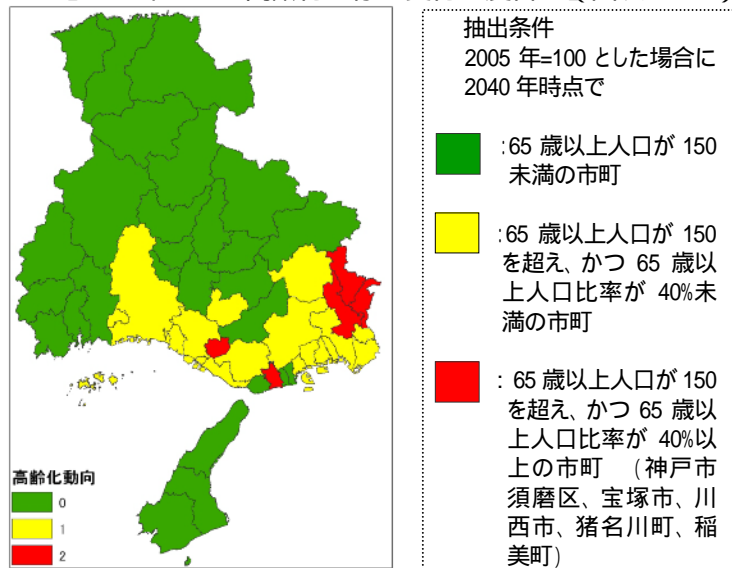 抽出条件
2005 年=100 とした場合に
2040 年時点で
:65 歳以上人口が 150
未満の市町
:65 歳以上人口が 150
を超え、かつ 65 歳以
上人口比率が 40%未
満の市町
: 65 歳以上人口が 150
を超え、かつ 65 歳以
上人口比率が 40%以
上の市町 (神戸市
須磨区、宝塚市、川
西市、猪名川町、稲
美町)
高齢化動向
0
1
2